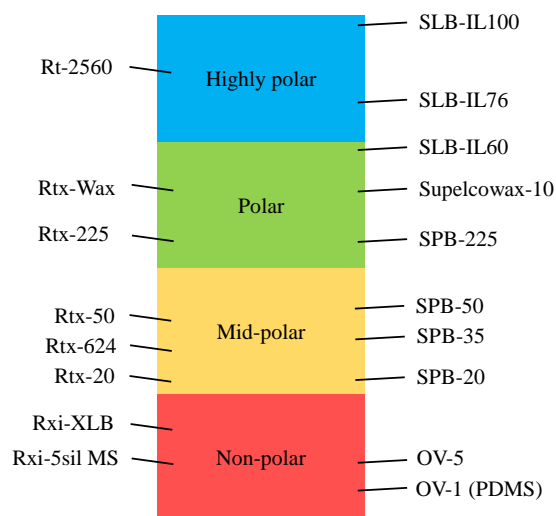 SLB-IL100
Rt-2560
Highly polar
SLB-IL76
SLB-IL60
Rtx-Wax
Supelcowax-10
Polar
Rtx-225
SPB-225
SPB-50
Rtx-50
Mid-polar
SPB-35
Rtx-624
Rtx-20
SPB-20
Rxi-XLB
Rxi-5sil MS
Non-polar
OV-5
OV-1 (PDMS)